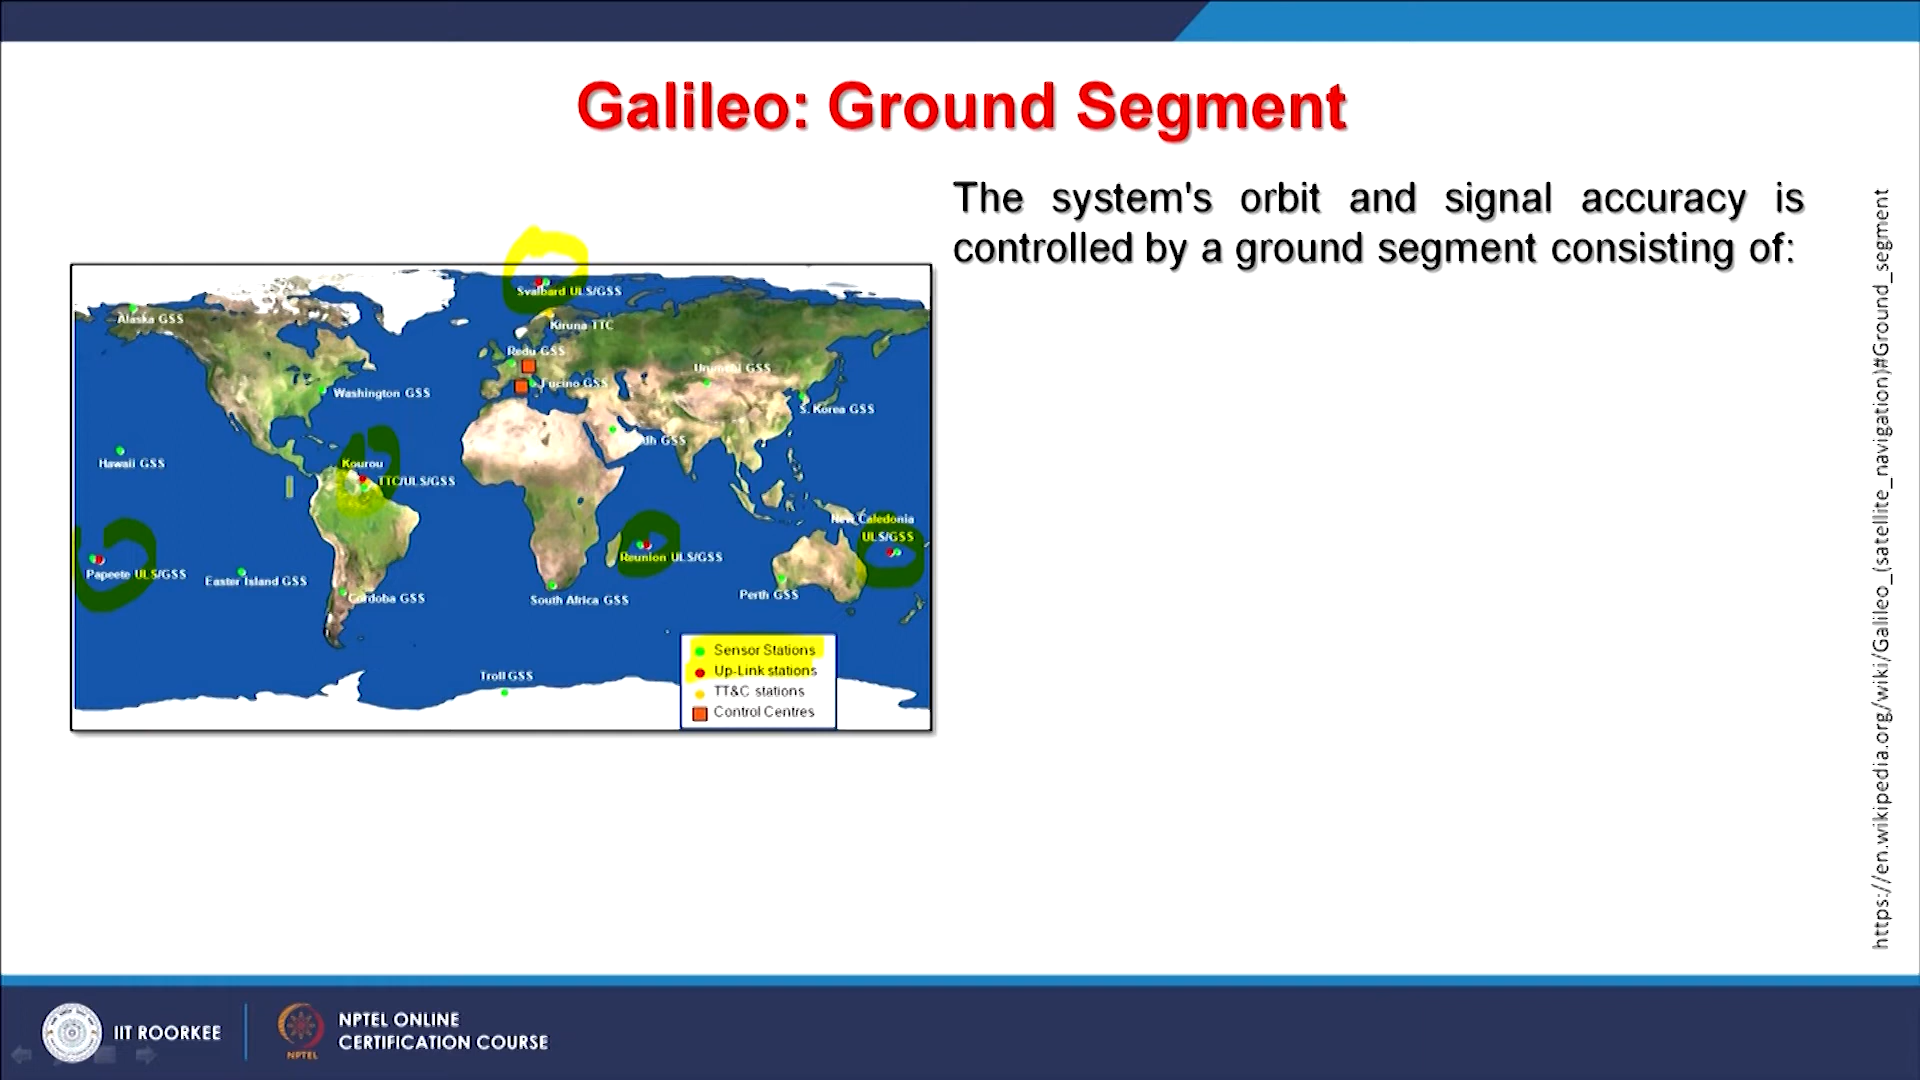 Galileo: Ground Segment
The system's orbit and signal accuracy is
controlled by a ground segment consisting of:
https://en.wikipedia.org/wiki/Galileo_(satellite_navigation)#Ground_segment
Svalbard ULS/GSS
Alaska GSS
Kiruna TTC
Redu GSS
Urumqi GSS
Fucino GSS
Washington GSS
S. Korea GSS
GSS
Hawaii GSS
Kourou
TTC/ULS/GSS
New Caledonia
ULS/GSS
Reunion ULS/GSS
Papeete ULS/GSS
Easter Island GSS
Cordoba GSS
South Africa GSS
Perth GSS
Troll GSS
Sensor Stations
Up-Link stations
TT&C stations
Control Centres
IIT ROORKEE
NPTEL
NPTEL ONLINE
CERTIFICATION COURSE